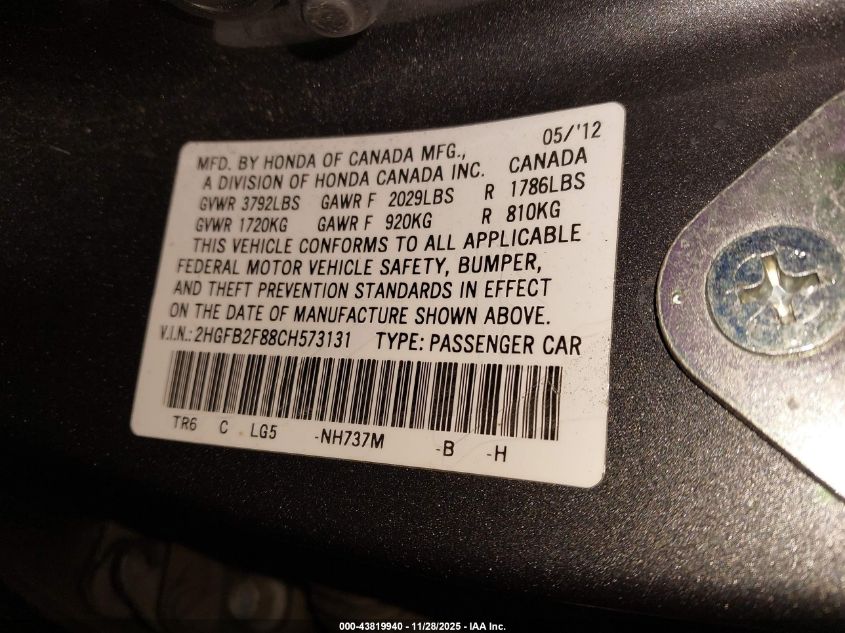 05/'12
MFD. BY HONDA OF CANADA MFG.,
A DIVISION OF HONDA CANADA INC. CANADA
GVWR 3792LBS GAWR F 2029LBS R 1786LBS
GVWR 1720KG GAWR F 920KG R 810KG
THIS VEHICLE CONFORMS TO ALL APPLICABLE
FEDERAL MOTOR VEHICLE SAFETY, BUMPER,
AND THEFT PREVENTION STANDARDS IN EFFECT
ON THE DATE OF MANUFACTURE SHOWN ABOVE.
V.I.N.: 2HGFB2F88CH573131 TYPE: PASSENGER CAR
TR6 C LG5 -NH737M -B -H
000-43819940 - 11/28/2025 - IAA Inc.